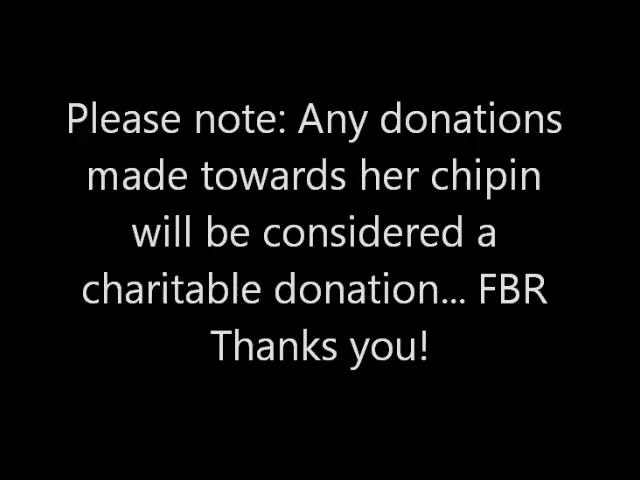 Please note: Any donations
made towards her chipin
will be considered a
charitable donation... FBR
Thanks you!